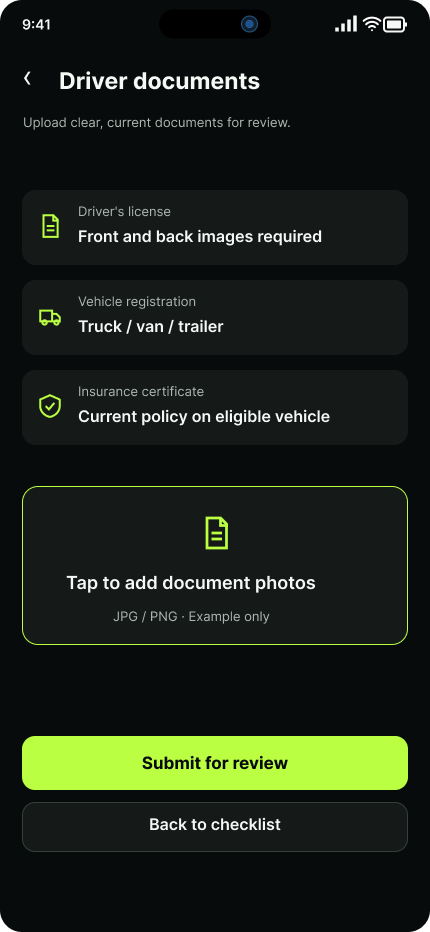 9:41
Driver documents
Upload clear, current documents for review.
Driver's license
Front and back images required
Vehicle registration
Truck / van / trailer
Insurance certificate
Current policy on eligible vehicle
Tap to add document photos
JPG / PNG · Example only
Submit for review
Back to checklist